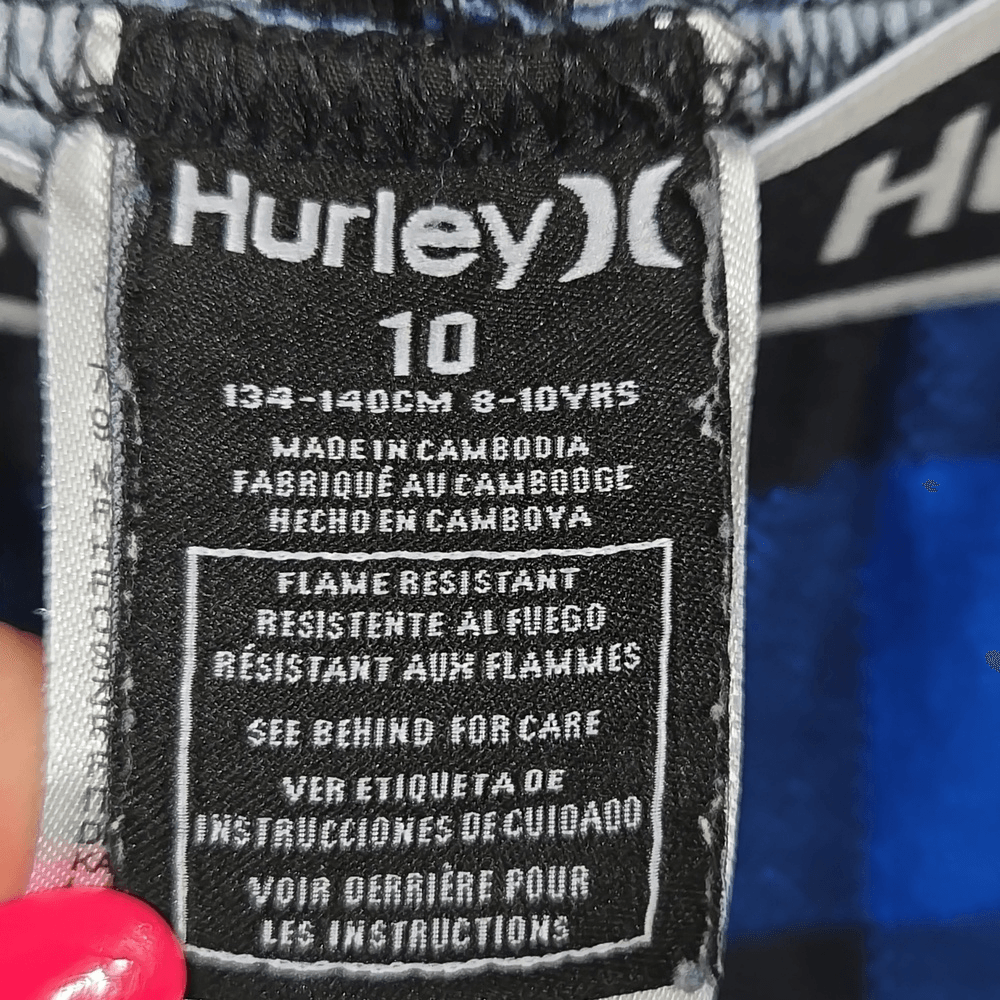 Hurley
10
134-140CM 8-10YRS
MADE IN CAMBODIA
FABRIQUÉ AU CAMBODGE
HECHO EN CAMBOYA
FLAME RESISTANT
RESISTENTE AL FUEGO
RÉSISTANT AUX FLAMMES
SEE BEHIND FOR CARE
VER ETIQUETA DE
INSTRUCCIONES DE CUIDADO
VOIR DERRIÈRE POUR
LES INSTRUCTIONS